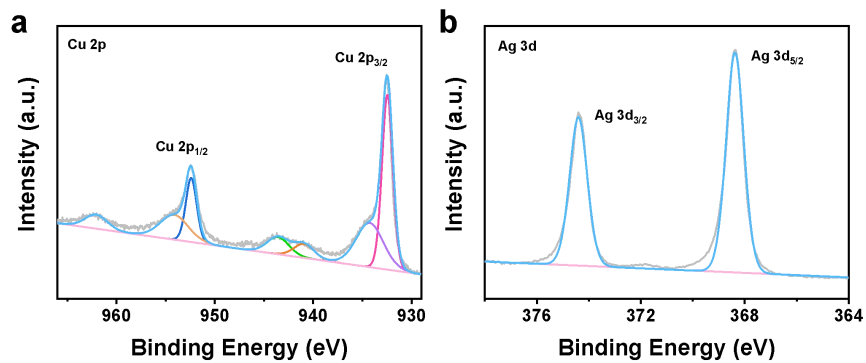 a
Cu 2p
Cu 2p3/2
Cu 2p1/2
Intensity (a.u.)
960
950
940
930
Binding Energy (eV)
b
Ag 3d
Ag 3d5/2
Ag 3d3/2
Intensity (a.u.)
376
372
368
364
Binding Energy (eV)